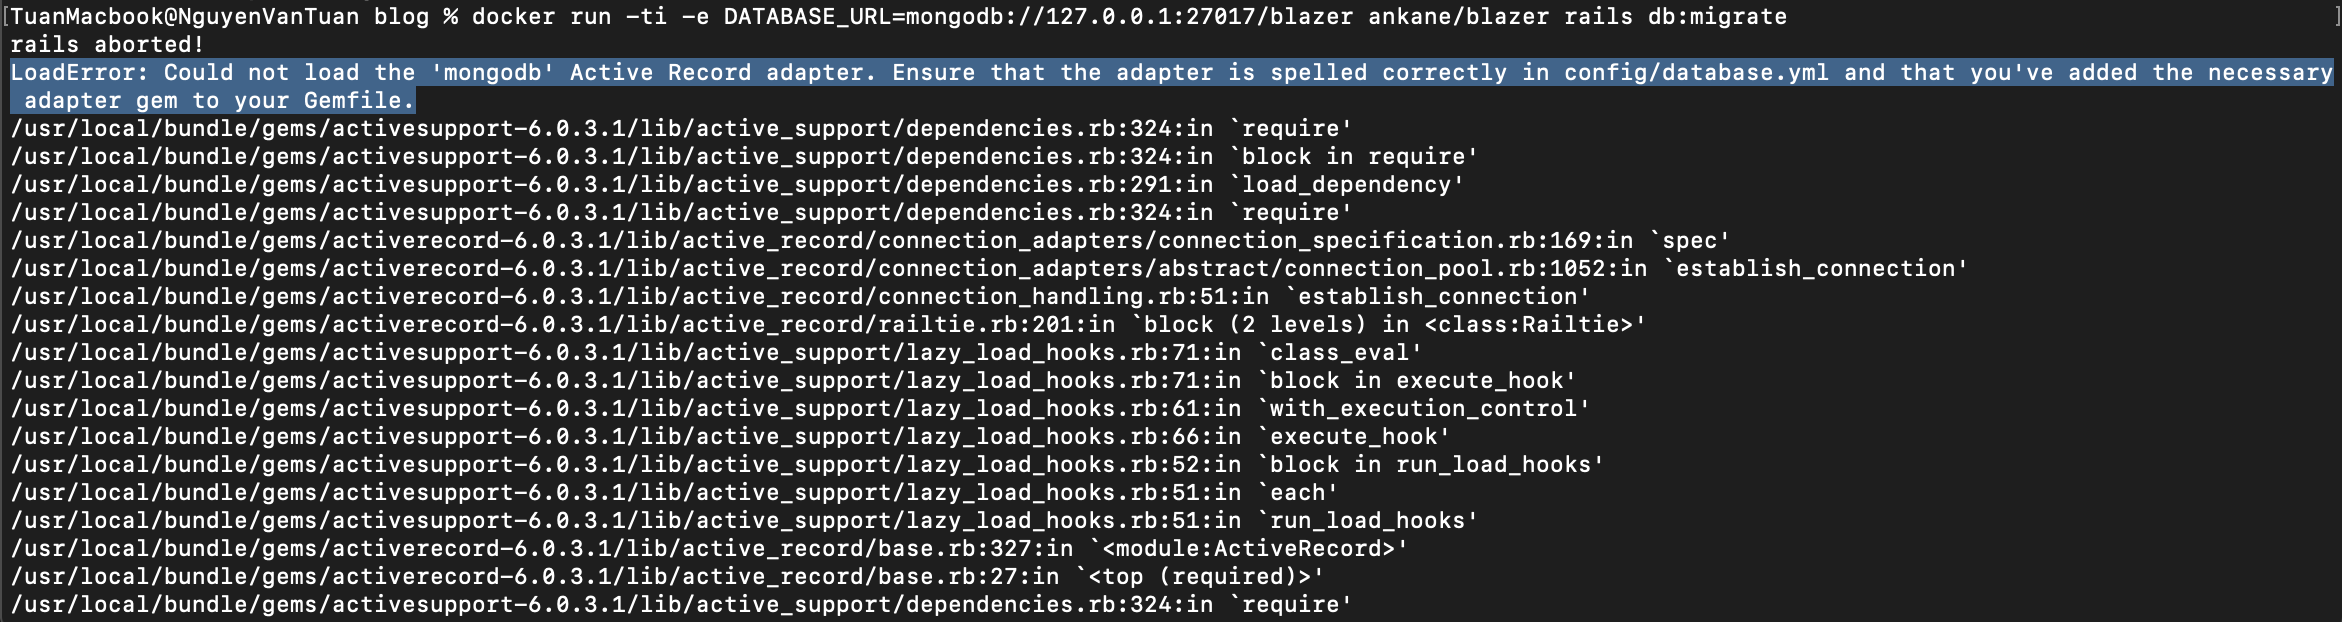 [TuanMacbook@NguyenVanTuan blog % docker run -ti -e DATABASE_URL=mongodb://127.0.0.1:27017/blazer ankane/blazer rails db:migrate ]
rails aborted!
LoadError: Could not load the 'mongodb' Active Record adapter. Ensure that the adapter is spelled correctly in config/database.yml and that you've added the necessary
 adapter gem to your Gemfile.
/usr/local/bundle/gems/activesupport-6.0.3.1/lib/active_support/dependencies.rb:324:in `require'
/usr/local/bundle/gems/activesupport-6.0.3.1/lib/active_support/dependencies.rb:324:in `block in require'
/usr/local/bundle/gems/activesupport-6.0.3.1/lib/active_support/dependencies.rb:291:in `load_dependency'
/usr/local/bundle/gems/activesupport-6.0.3.1/lib/active_support/dependencies.rb:324:in `require'
/usr/local/bundle/gems/activerecord-6.0.3.1/lib/active_record/connection_adapters/connection_specification.rb:169:in `spec'
/usr/local/bundle/gems/activerecord-6.0.3.1/lib/active_record/connection_adapters/abstract/connection_pool.rb:1052:in `establish_connection'
/usr/local/bundle/gems/activerecord-6.0.3.1/lib/active_record/connection_handling.rb:51:in `establish_connection'
/usr/local/bundle/gems/activerecord-6.0.3.1/lib/active_record/railtie.rb:201:in `block (2 levels) in <class:Railtie>'
/usr/local/bundle/gems/activesupport-6.0.3.1/lib/active_support/lazy_load_hooks.rb:71:in `class_eval'
/usr/local/bundle/gems/activesupport-6.0.3.1/lib/active_support/lazy_load_hooks.rb:71:in `block in execute_hook'
/usr/local/bundle/gems/activesupport-6.0.3.1/lib/active_support/lazy_load_hooks.rb:61:in `with_execution_control'
/usr/local/bundle/gems/activesupport-6.0.3.1/lib/active_support/lazy_load_hooks.rb:66:in `execute_hook'
/usr/local/bundle/gems/activesupport-6.0.3.1/lib/active_support/lazy_load_hooks.rb:52:in `block in run_load_hooks'
/usr/local/bundle/gems/activesupport-6.0.3.1/lib/active_support/lazy_load_hooks.rb:51:in `each'
/usr/local/bundle/gems/activesupport-6.0.3.1/lib/active_support/lazy_load_hooks.rb:51:in `run_load_hooks'
/usr/local/bundle/gems/activerecord-6.0.3.1/lib/active_record/base.rb:327:in `<module:ActiveRecord>'
/usr/local/bundle/gems/activerecord-6.0.3.1/lib/active_record/base.rb:27:in `<top (required)>'
/usr/local/bundle/gems/activesupport-6.0.3.1/lib/active_support/dependencies.rb:324:in `require'